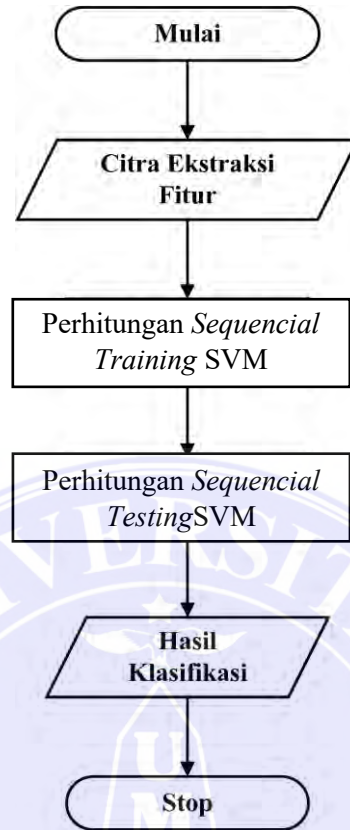 Mulai
Citra Ekstraksi
Fitur
Perhitungan Sequencial
Training SVM
Perhitungan Sequencial
TestingSVM
Hasil
Klasifikasi
Stop